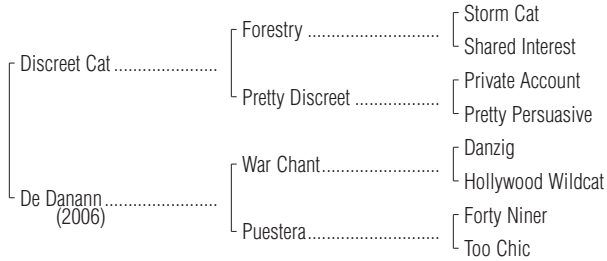 Storm Cat
Forestry ........................................
Shared Interest
Discreet Cat ........................
Private Account
Pretty Discreet ..........................
Pretty Persuasive
Danzig
War Chant....................................
Hollywood Wildcat
De Danann..........................
(2006)
Forty Niner
Puestera........................................
Too Chic